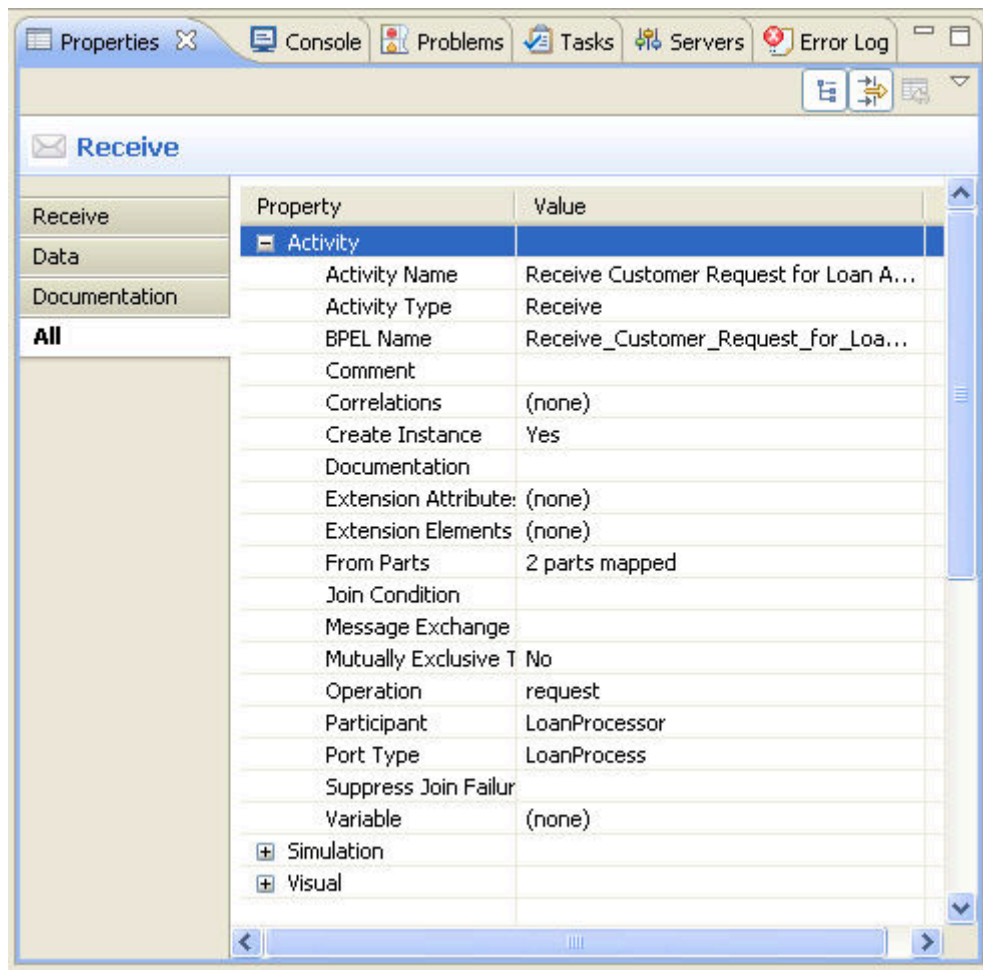 Properties Console Problems Tasks Servers Error Log
Receive
Receive
Data
Documentation
All
Property Value
Activity
Activity Name Receive Customer Request for Loan A...
Activity Type Receive
BPEL Name Receive_Customer_Request_for_Loa...
Comment
Correlations (none)
Create Instance Yes
Documentation
Extension Attribute: (none)
Extension Elements (none)
From Parts 2 parts mapped
Join Condition
Message Exchange
Mutually Exclusive T No
Operation request
Participant LoanProcessor
Port Type LoanProcess
Suppress Join Failur
Variable (none)
Simulation
Visual